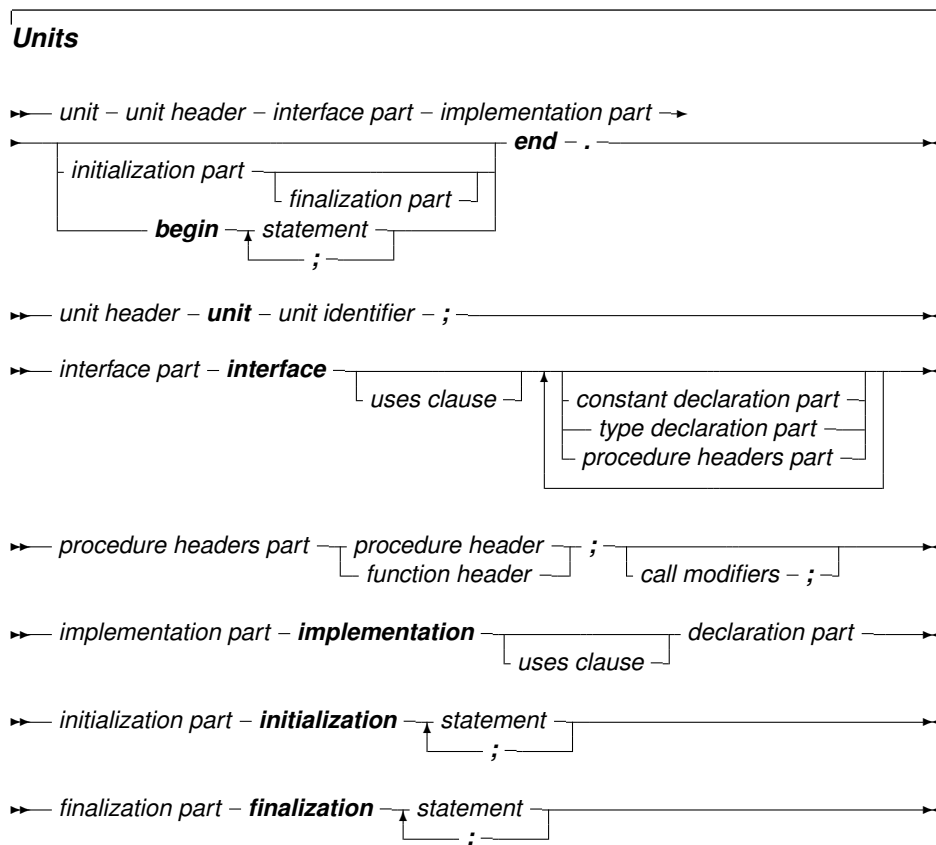 Units
unit unit header interface part implementation part
end .
initialization part
finalization part
begin statement
;
unit header unit unit identifier ;
interface part interface
uses clause constant declaration part
type declaration part
procedure headers part
procedure headers part procedure header ;
function header call modifiers ;
implementation part implementation declaration part
uses clause
initialization part initialization statement
;
finalization part finalization statement
;